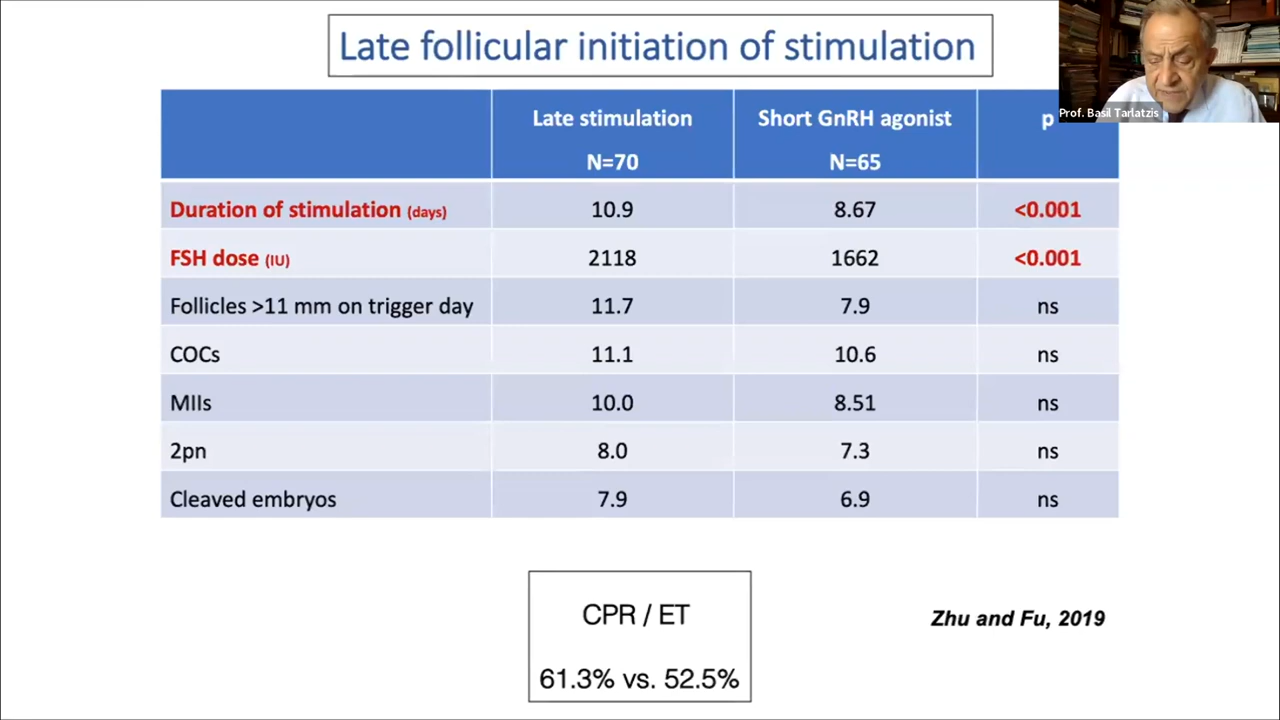 Late follicular initiation of stimulation
Prof. Basil Tarlatzis
Late stimulation Short GnRH agonist p
N=70 N=65
Duration of stimulation (days) 10.9 8.67 <0.001
FSH dose (IU) 2118 1662 <0.001
Follicles >11 mm on trigger day 11.7 7.9 ns
COCs 11.1 10.6 ns
MIIs 10.0 8.51 ns
2pn 8.0 7.3 ns
Cleaved embryos 7.9 6.9 ns
CPR / ET
Zhu and Fu, 2019
61.3% vs. 52.5%